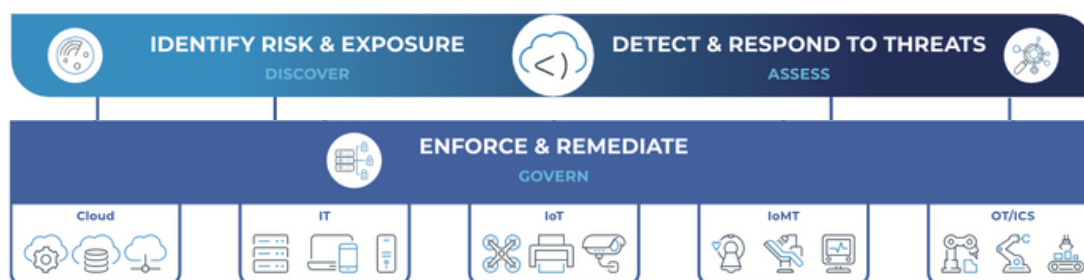 IDENTIFY RISK & EXPOSURE
DISCOVER
DETECT & RESPOND TO THREATS
ASSESS
ENFORCE & REMEDIATE
GOVERN
Cloud
IT
IoT
IoMT
OT/ICS